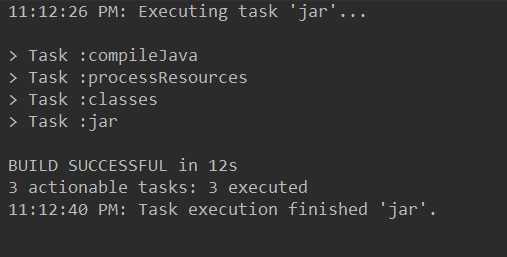 11:12:26 PM: Executing task 'jar'...
> Task :compileJava
> Task :processResources
> Task :classes
> Task :jar
BUILD SUCCESSFUL in 12s
3 actionable tasks: 3 executed
11:12:40 PM: Task execution finished 'jar'.